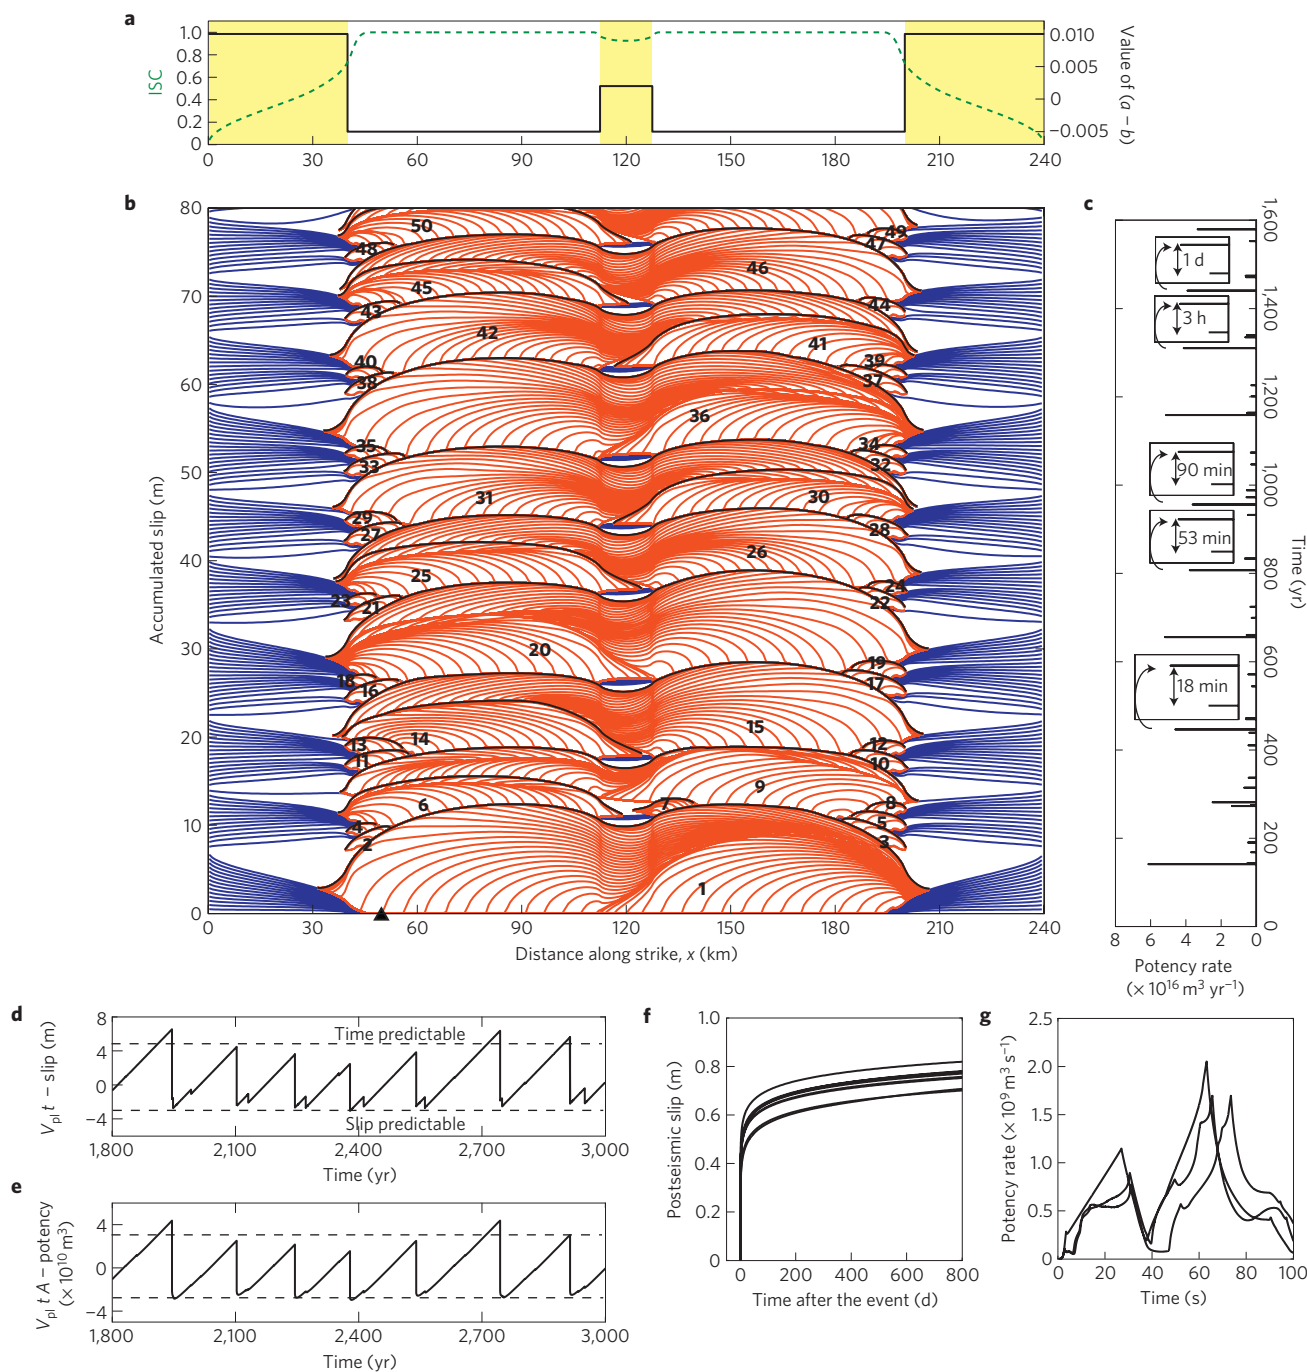 a
ISC
1.0
0.8
0.6
0.4
0.2
0
0.010
0.005
0
−0.005
Value of (a − b)
0 30 60 90 120 150 180 210 240
b
Accumulated slip (m)
80
70
60
50
40
30
20
10
0
50
49
48
47
46
45
44
43
42
41
40
39
38
37
36
35
34
33
32
31
30
29
28
27
26
25
24
23
22
21
20
19
18
17
16
15
14
13
12
11
10
9
8
7
6
5
4
3
2
1
0 30 60 90 120 150 180 210 240
Distance along strike, x (km)
c
1,600
1,400
1,200
1,000
800
600
400
200
0
Time (yr)
1 d
3 h
90 min
53 min
18 min
8 6 4 2 0
Potency rate
(× 10¹⁶ m³ yr⁻¹)
d
Vpl t − slip (m)
8
4
0
−4
Time predictable
Slip predictable
1,800 2,100 2,400 2,700 3,000
Time (yr)
e
Vpl t A − potency
(× 10¹⁰ m³)
4
0
−4
1,800 2,100 2,400 2,700 3,000
Time (yr)
f
Postseismic slip (m)
1.0
0.8
0.6
0.4
0.2
0
0 200 400 600 800
Time after the event (d)
g
Potency rate (× 10⁹ m³ s⁻¹)
2.5
2.0
1.5
1.0
0.5
0
0 20 40 60 80 100
Time (s)